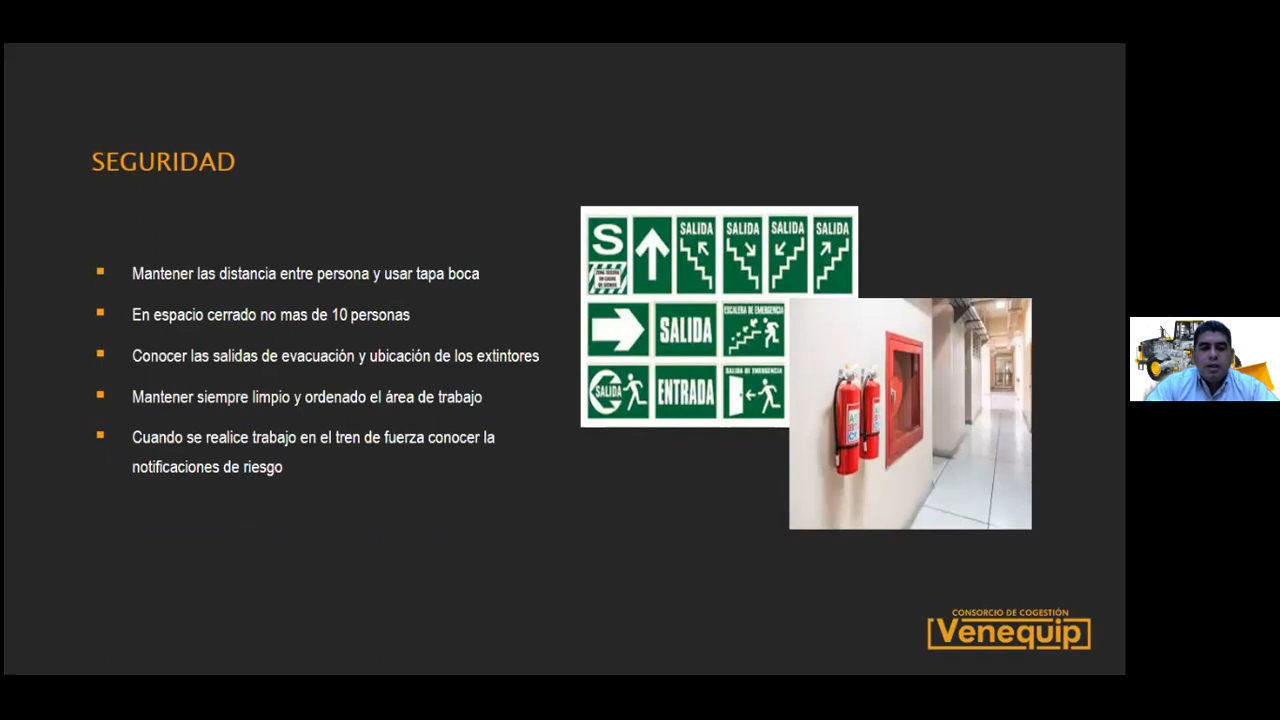 SEGURIDAD
Mantener las distancia entre persona y usar tapa boca
En espacio cerrado no mas de 10 personas
Conocer las salidas de evacuación y ubicación de los extintores
Mantener siempre limpio y ordenado el área de trabajo
Cuando se realice trabajo en el tren de fuerza conocer la
notificaciones de riesgo
S
SALIDA
SALIDA
SALIDA
SALIDA
SALIDA
ESCALERA DE EMERGENCIA
SALIDA
ENTRADA
SALIDA DE EMERGENCIA
CONSORCIO DE COGESTIÓN
Venequip